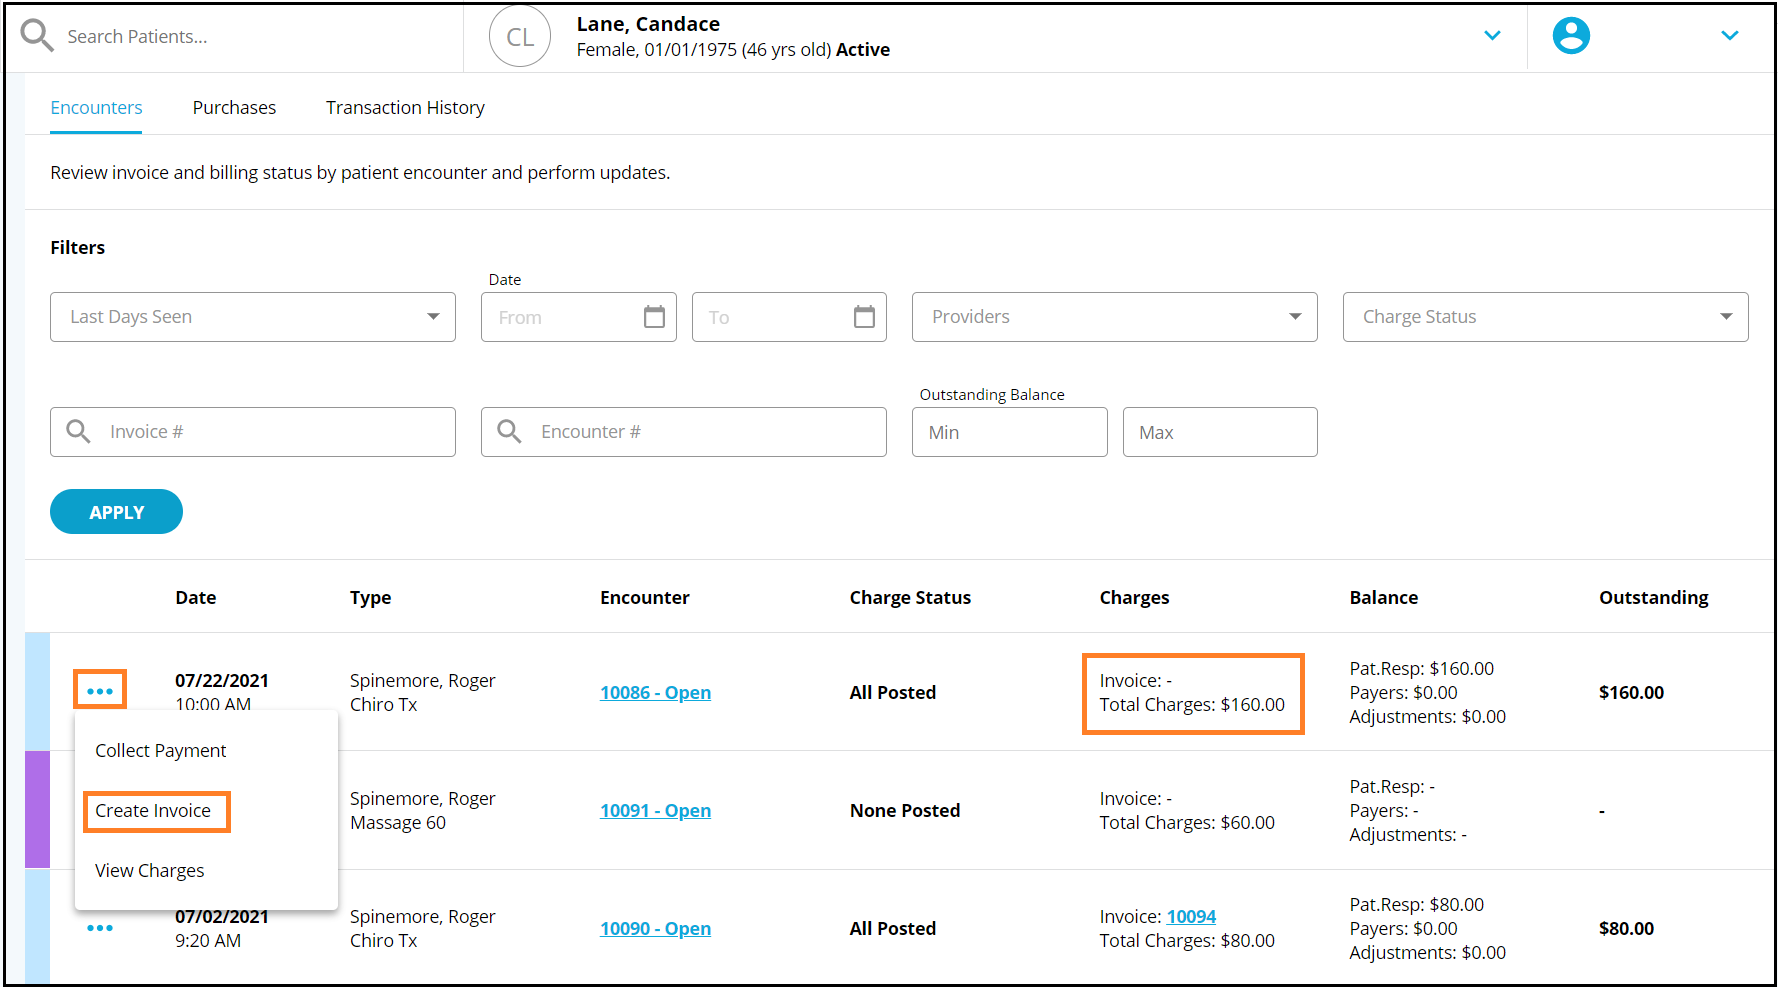 Search Patients...
CL
Lane, Candace
Female, 01/01/1975 (46 yrs old) Active
Encounters
Purchases
Transaction History
Review invoice and billing status by patient encounter and perform updates.
Filters
Date
Last Days Seen
From
To
Providers
Charge Status
Outstanding Balance
Invoice #
Encounter #
Min
Max
APPLY
Date
Type
Encounter
Charge Status
Charges
Balance
Outstanding
07/22/2021
10:00 AM
Spinemore, Roger
Chiro Tx
10086 - Open
All Posted
Invoice: -
Total Charges: $160.00
Pat.Resp: $160.00
Payers: $0.00
Adjustments: $0.00
$160.00
Collect Payment
Create Invoice
View Charges
Spinemore, Roger
Massage 60
10091 - Open
None Posted
Invoice: -
Total Charges: $60.00
Pat.Resp: -
Payers: -
Adjustments: -
-
07/02/2021
9:20 AM
Spinemore, Roger
Chiro Tx
10090 - Open
All Posted
Invoice: 10094
Total Charges: $80.00
Pat.Resp: $80.00
Payers: $0.00
Adjustments: $0.00
$80.00